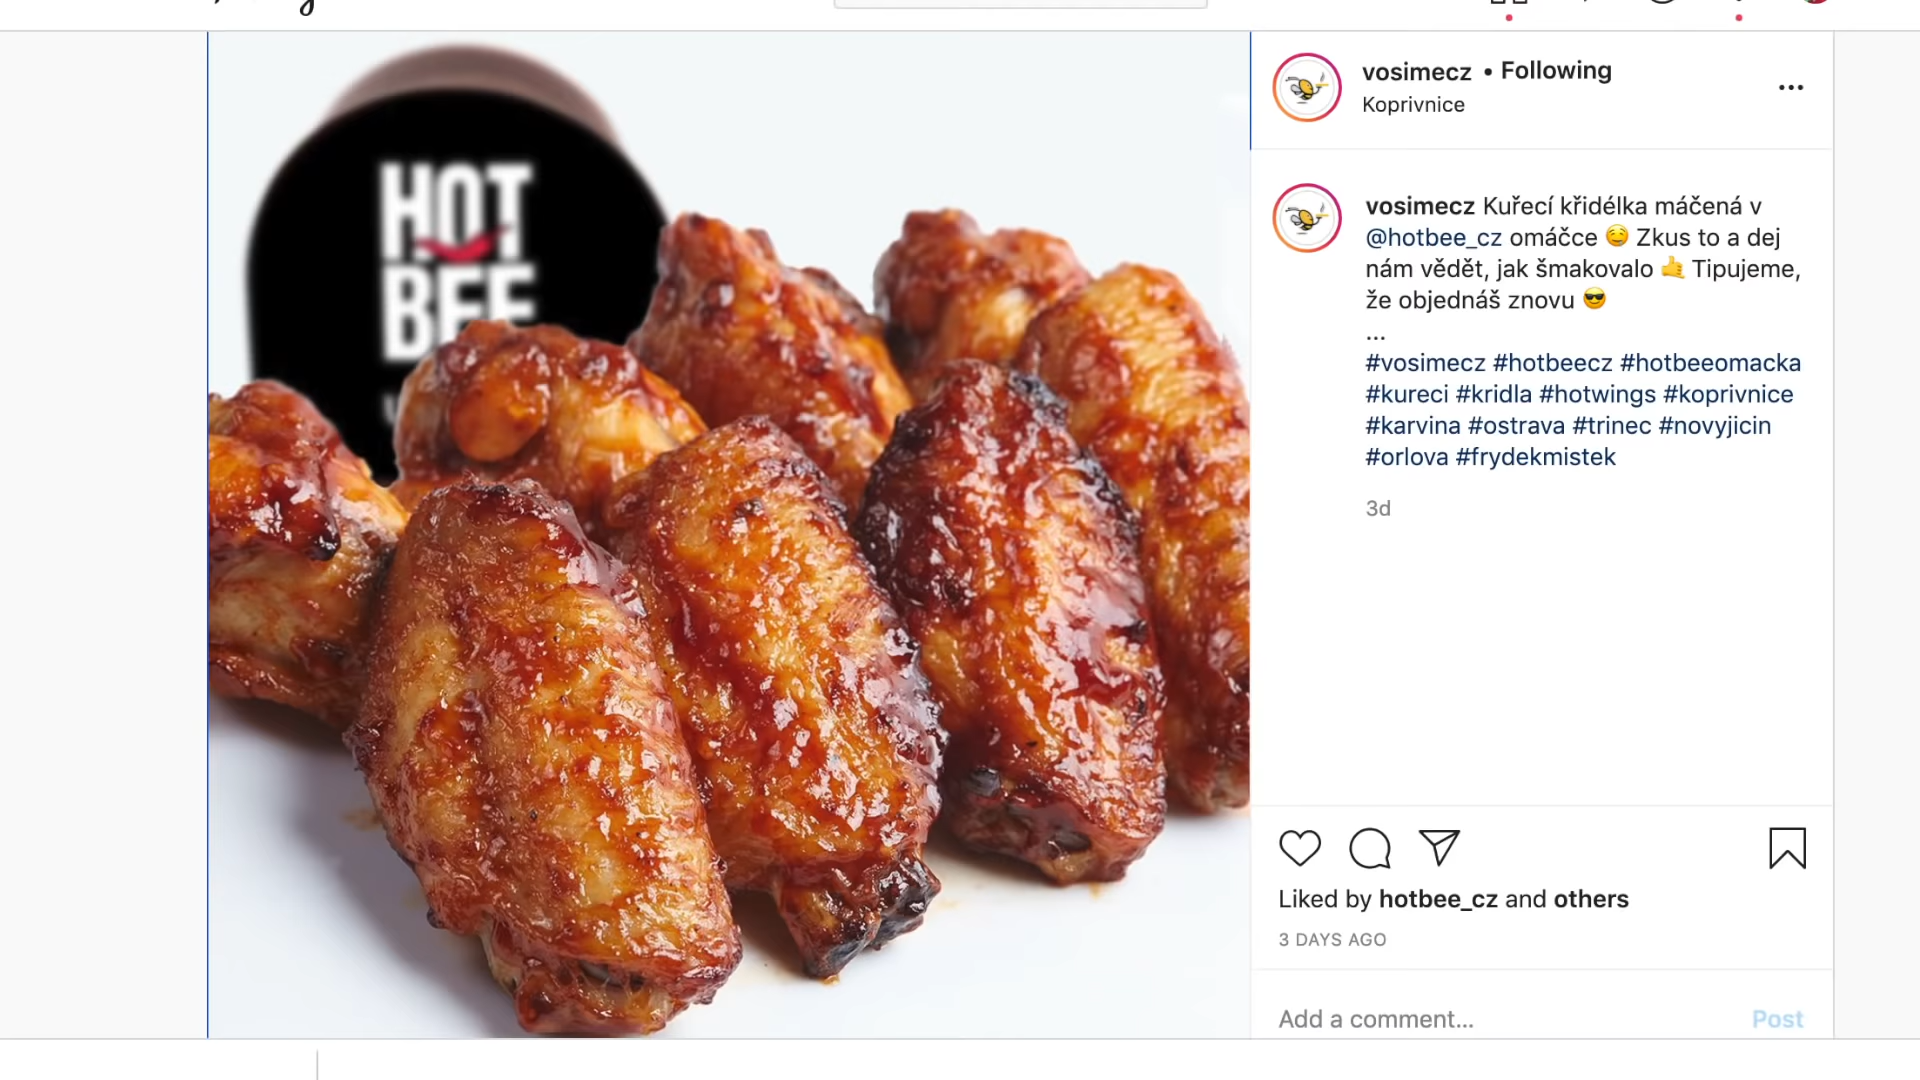 HOT
BEE
vosimecz • Following
Koprivnice
vosimecz Kuřecí křidélka máčená v
@hotbee_cz omáčce 😋 Zkus to a dej
nám vědět, jak šmakovalo 🤙 Tipujeme,
že objednáš znovu 😎
...
#vosimecz #hotbeecz #hotbeeomacka
#kureci #kridla #hotwings #koprivnice
#karvina #ostrava #trinec #novyjicin
#orlova #frydekmistek
3d
Liked by hotbee_cz and others
3 DAYS AGO
Add a comment... Post